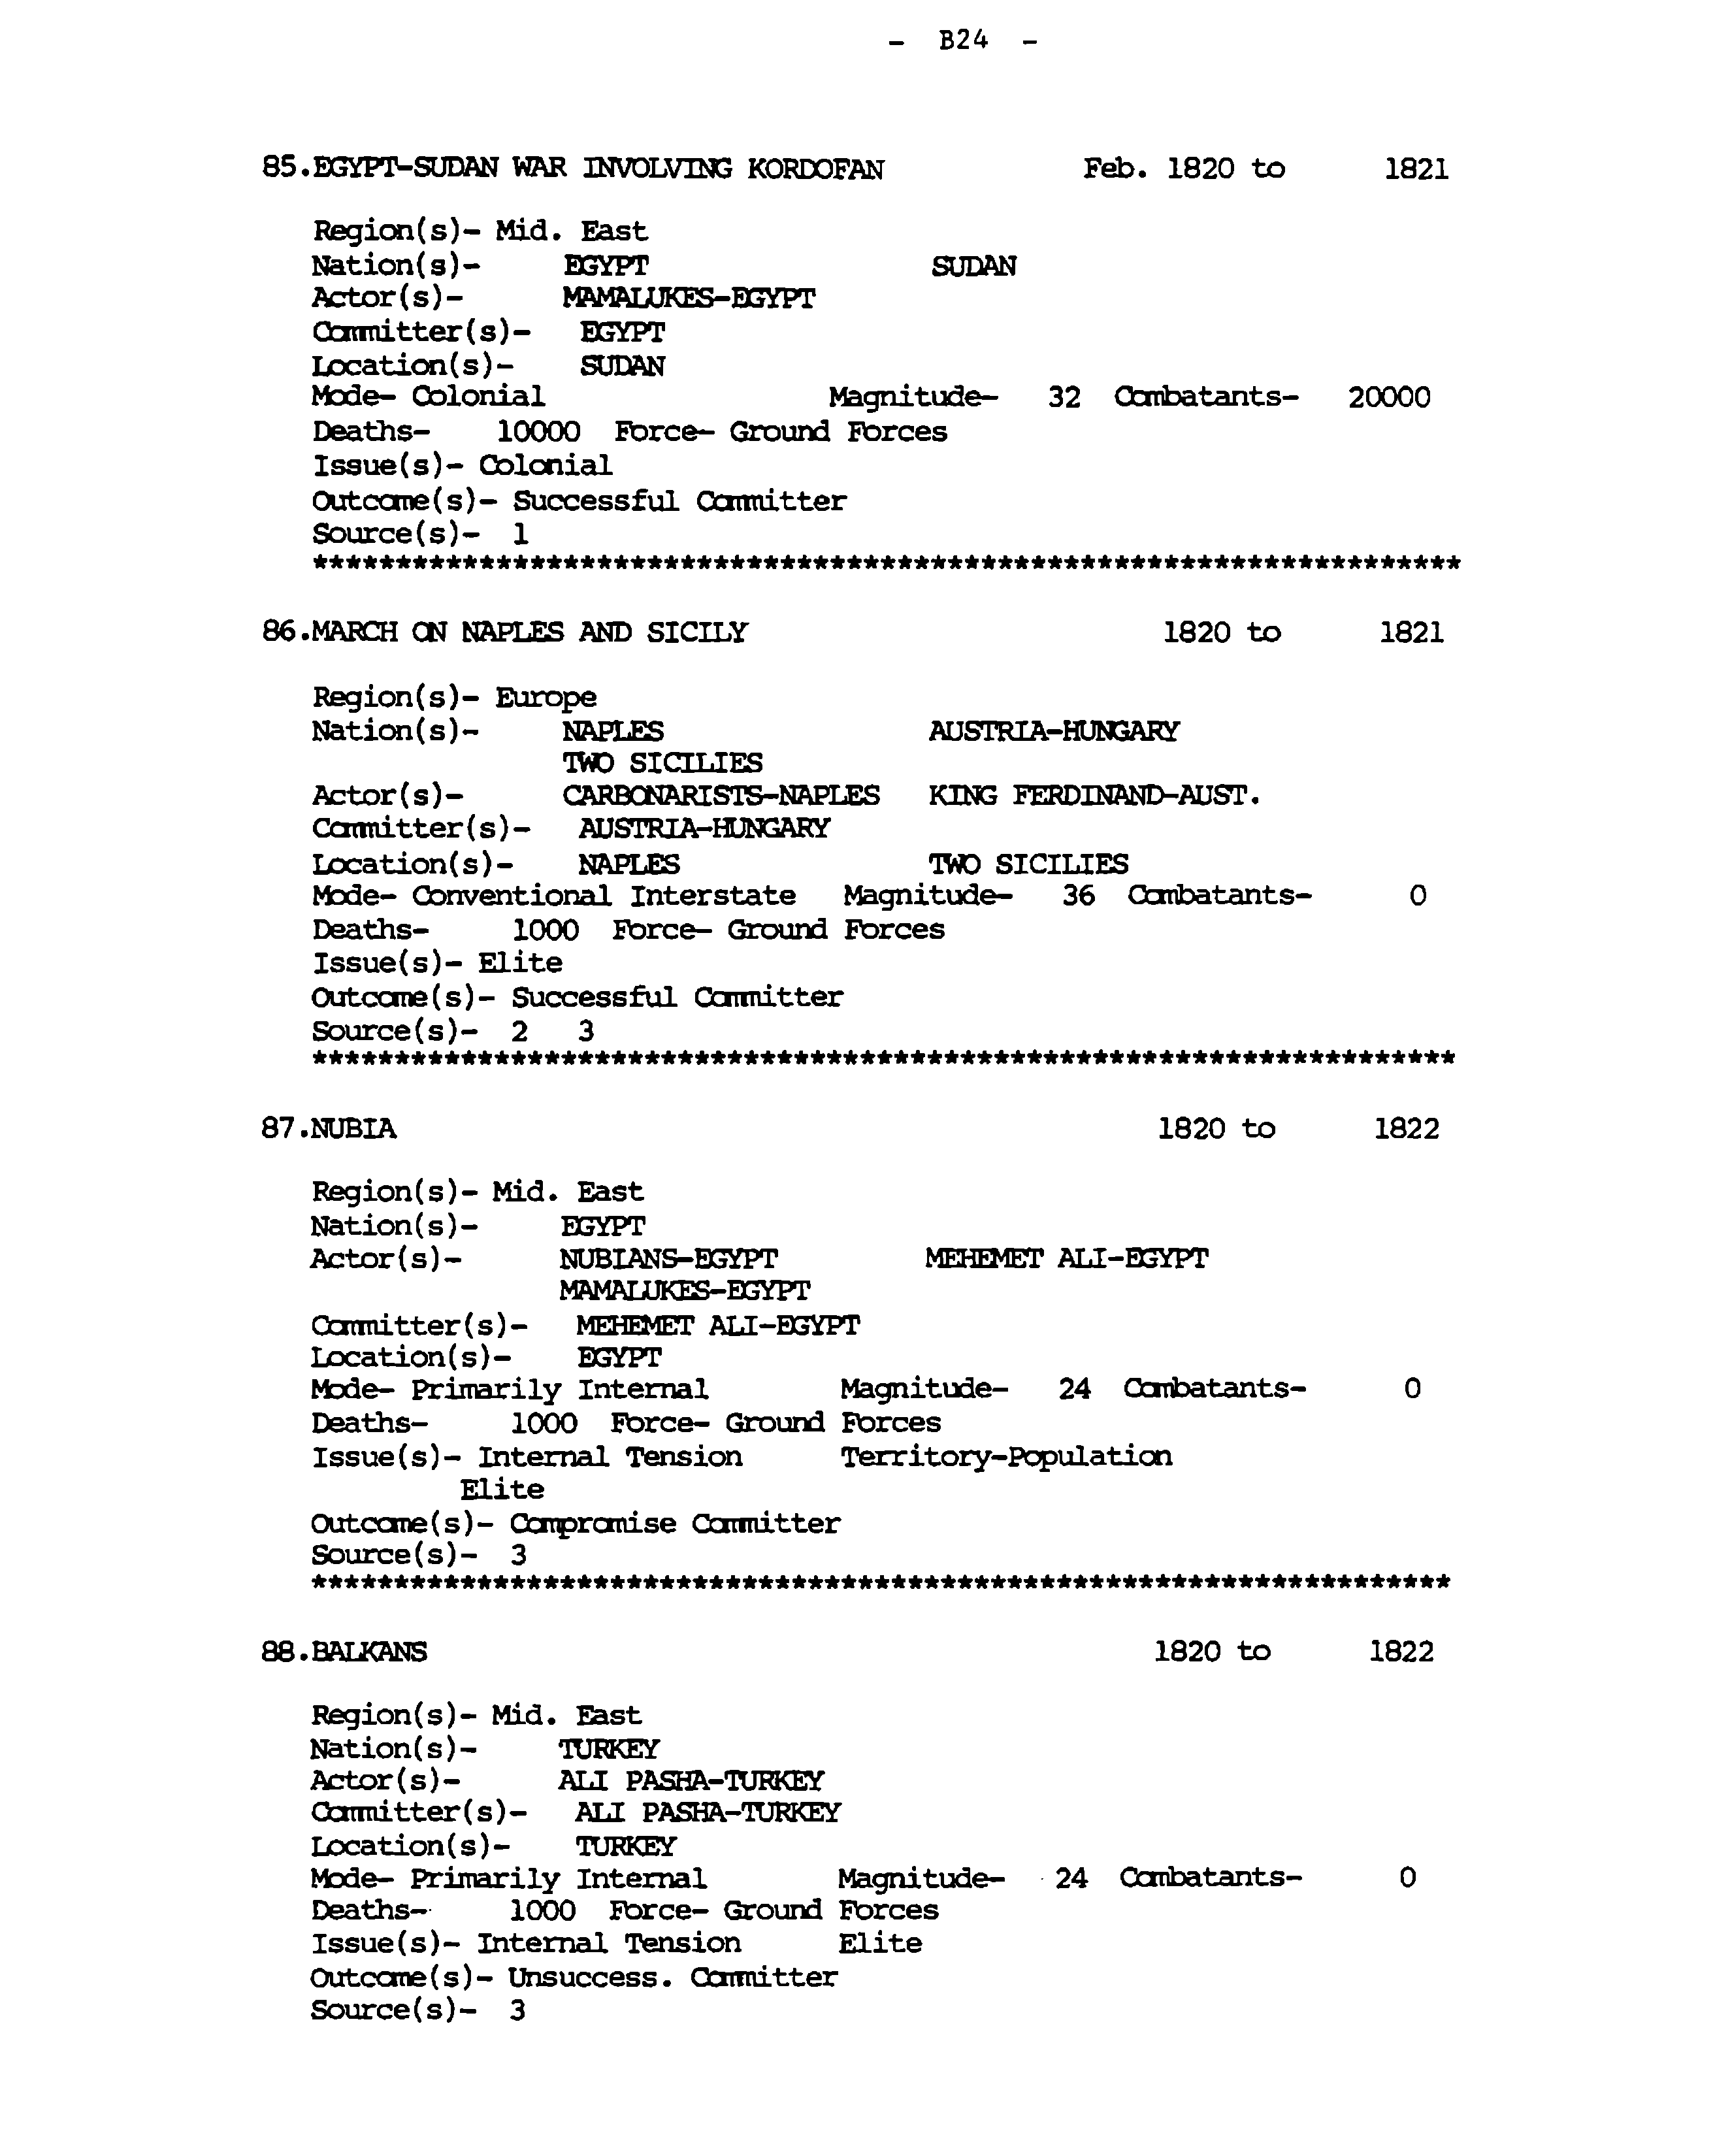 - B24 -
85.EGYPT-SUDAN WAR INVOLVING KORDOFAN Feb. 1820 to 1821
Region(s)- Mid. East
Nation(s)- EGYPT SUDAN
Actor(s)- MAMALUKES-EGYPT
Committer(s)- EGYPT
Location(s)- SUDAN
Mode- Colonial Magnitude- 32 Combatants- 20000
Deaths- 10000 Force- Ground Forces
Issue(s)- Colonial
Outcome(s)- Successful Committer
Source(s)- 1
*********************************************************************
86.MARCH ON NAPLES AND SICILY 1820 to 1821
Region(s)- Europe
Nation(s)- NAPLES AUSTRIA-HUNGARY
TWO SICILIES
Actor(s)- CARBONARISTS-NAPLES KING FERDINAND-AUST.
Committer(s)- AUSTRIA-HUNGARY
Location(s)- NAPLES TWO SICILIES
Mode- Conventional Interstate Magnitude- 36 Combatants- 0
Deaths- 1000 Force- Ground Forces
Issue(s)- Elite
Outcome(s)- Successful Committer
Source(s)- 2 3
*********************************************************************
87.NUBIA 1820 to 1822
Region(s)- Mid. East
Nation(s)- EGYPT
Actor(s)- NUBIANS-EGYPT MEHEMET ALI-EGYPT
MAMALUKES-EGYPT
Committer(s)- MEHEMET ALI-EGYPT
Location(s)- EGYPT
Mode- Primarily Internal Magnitude- 24 Combatants- 0
Deaths- 1000 Force- Ground Forces
Issue(s)- Internal Tension Territory-Population
Elite
Outcome(s)- Compromise Committer
Source(s)- 3
*********************************************************************
88.BALKANS 1820 to 1822
Region(s)- Mid. East
Nation(s)- TURKEY
Actor(s)- ALI PASHA-TURKEY
Committer(s)- ALI PASHA-TURKEY
Location(s)- TURKEY
Mode- Primarily Internal Magnitude- 24 Combatants- 0
Deaths- 1000 Force- Ground Forces
Issue(s)- Internal Tension Elite
Outcome(s)- Unsuccess. Committer
Source(s)- 3